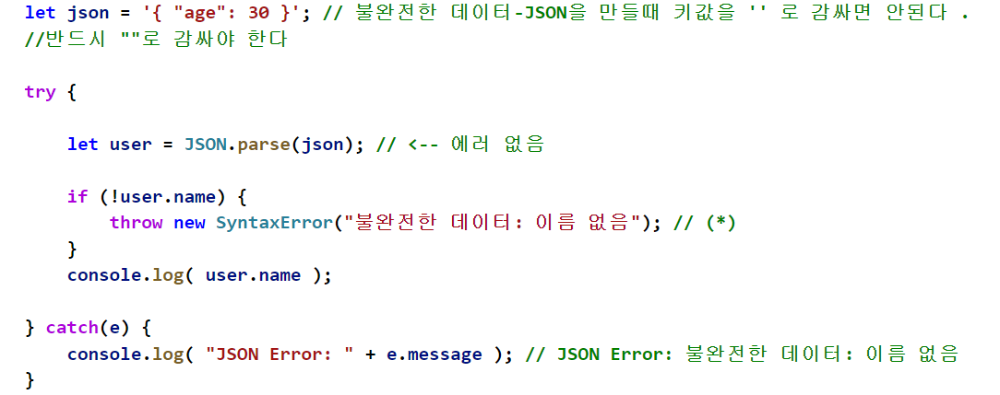 let json = '{ "age": 30 }'; // 불완전한 데이터-JSON을 만들때 키값을 '' 로 감싸면 안된다 .
//반드시 ""로 감싸야 한다
try {
let user = JSON.parse(json); // <-- 에러 없음
if (!user.name) {
throw new SyntaxError("불완전한 데이터: 이름 없음"); // (*)
}
console.log( user.name );
} catch(e) {
console.log( "JSON Error: " + e.message ); // JSON Error: 불완전한 데이터: 이름 없음
}